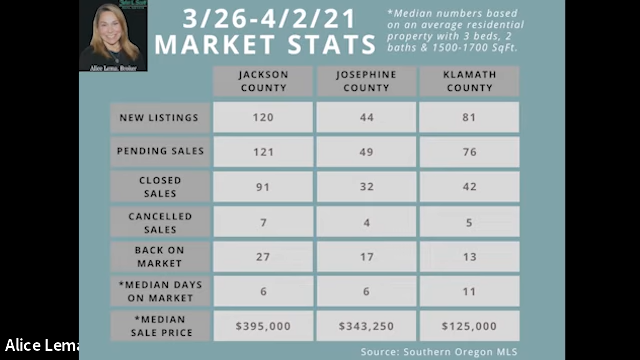 3/26-4/2/21
MARKET STATS
*Median numbers based
on an average residential
property with 3 beds, 2
baths & 1500-1700 SqFt.
Alice Lema, Broker
JACKSON
COUNTY
JOSEPHINE
COUNTY
KLAMATH
COUNTY
NEW LISTINGS
120
44
81
PENDING SALES
121
49
76
CLOSED
SALES
91
32
42
CANCELLED
SALES
7
4
5
BACK ON
MARKET
27
17
13
*MEDIAN DAYS
ON MARKET
6
6
11
*MEDIAN
SALE PRICE
$395,000
$343,250
$125,000
Source: Southern Oregon MLS
Alice Lema